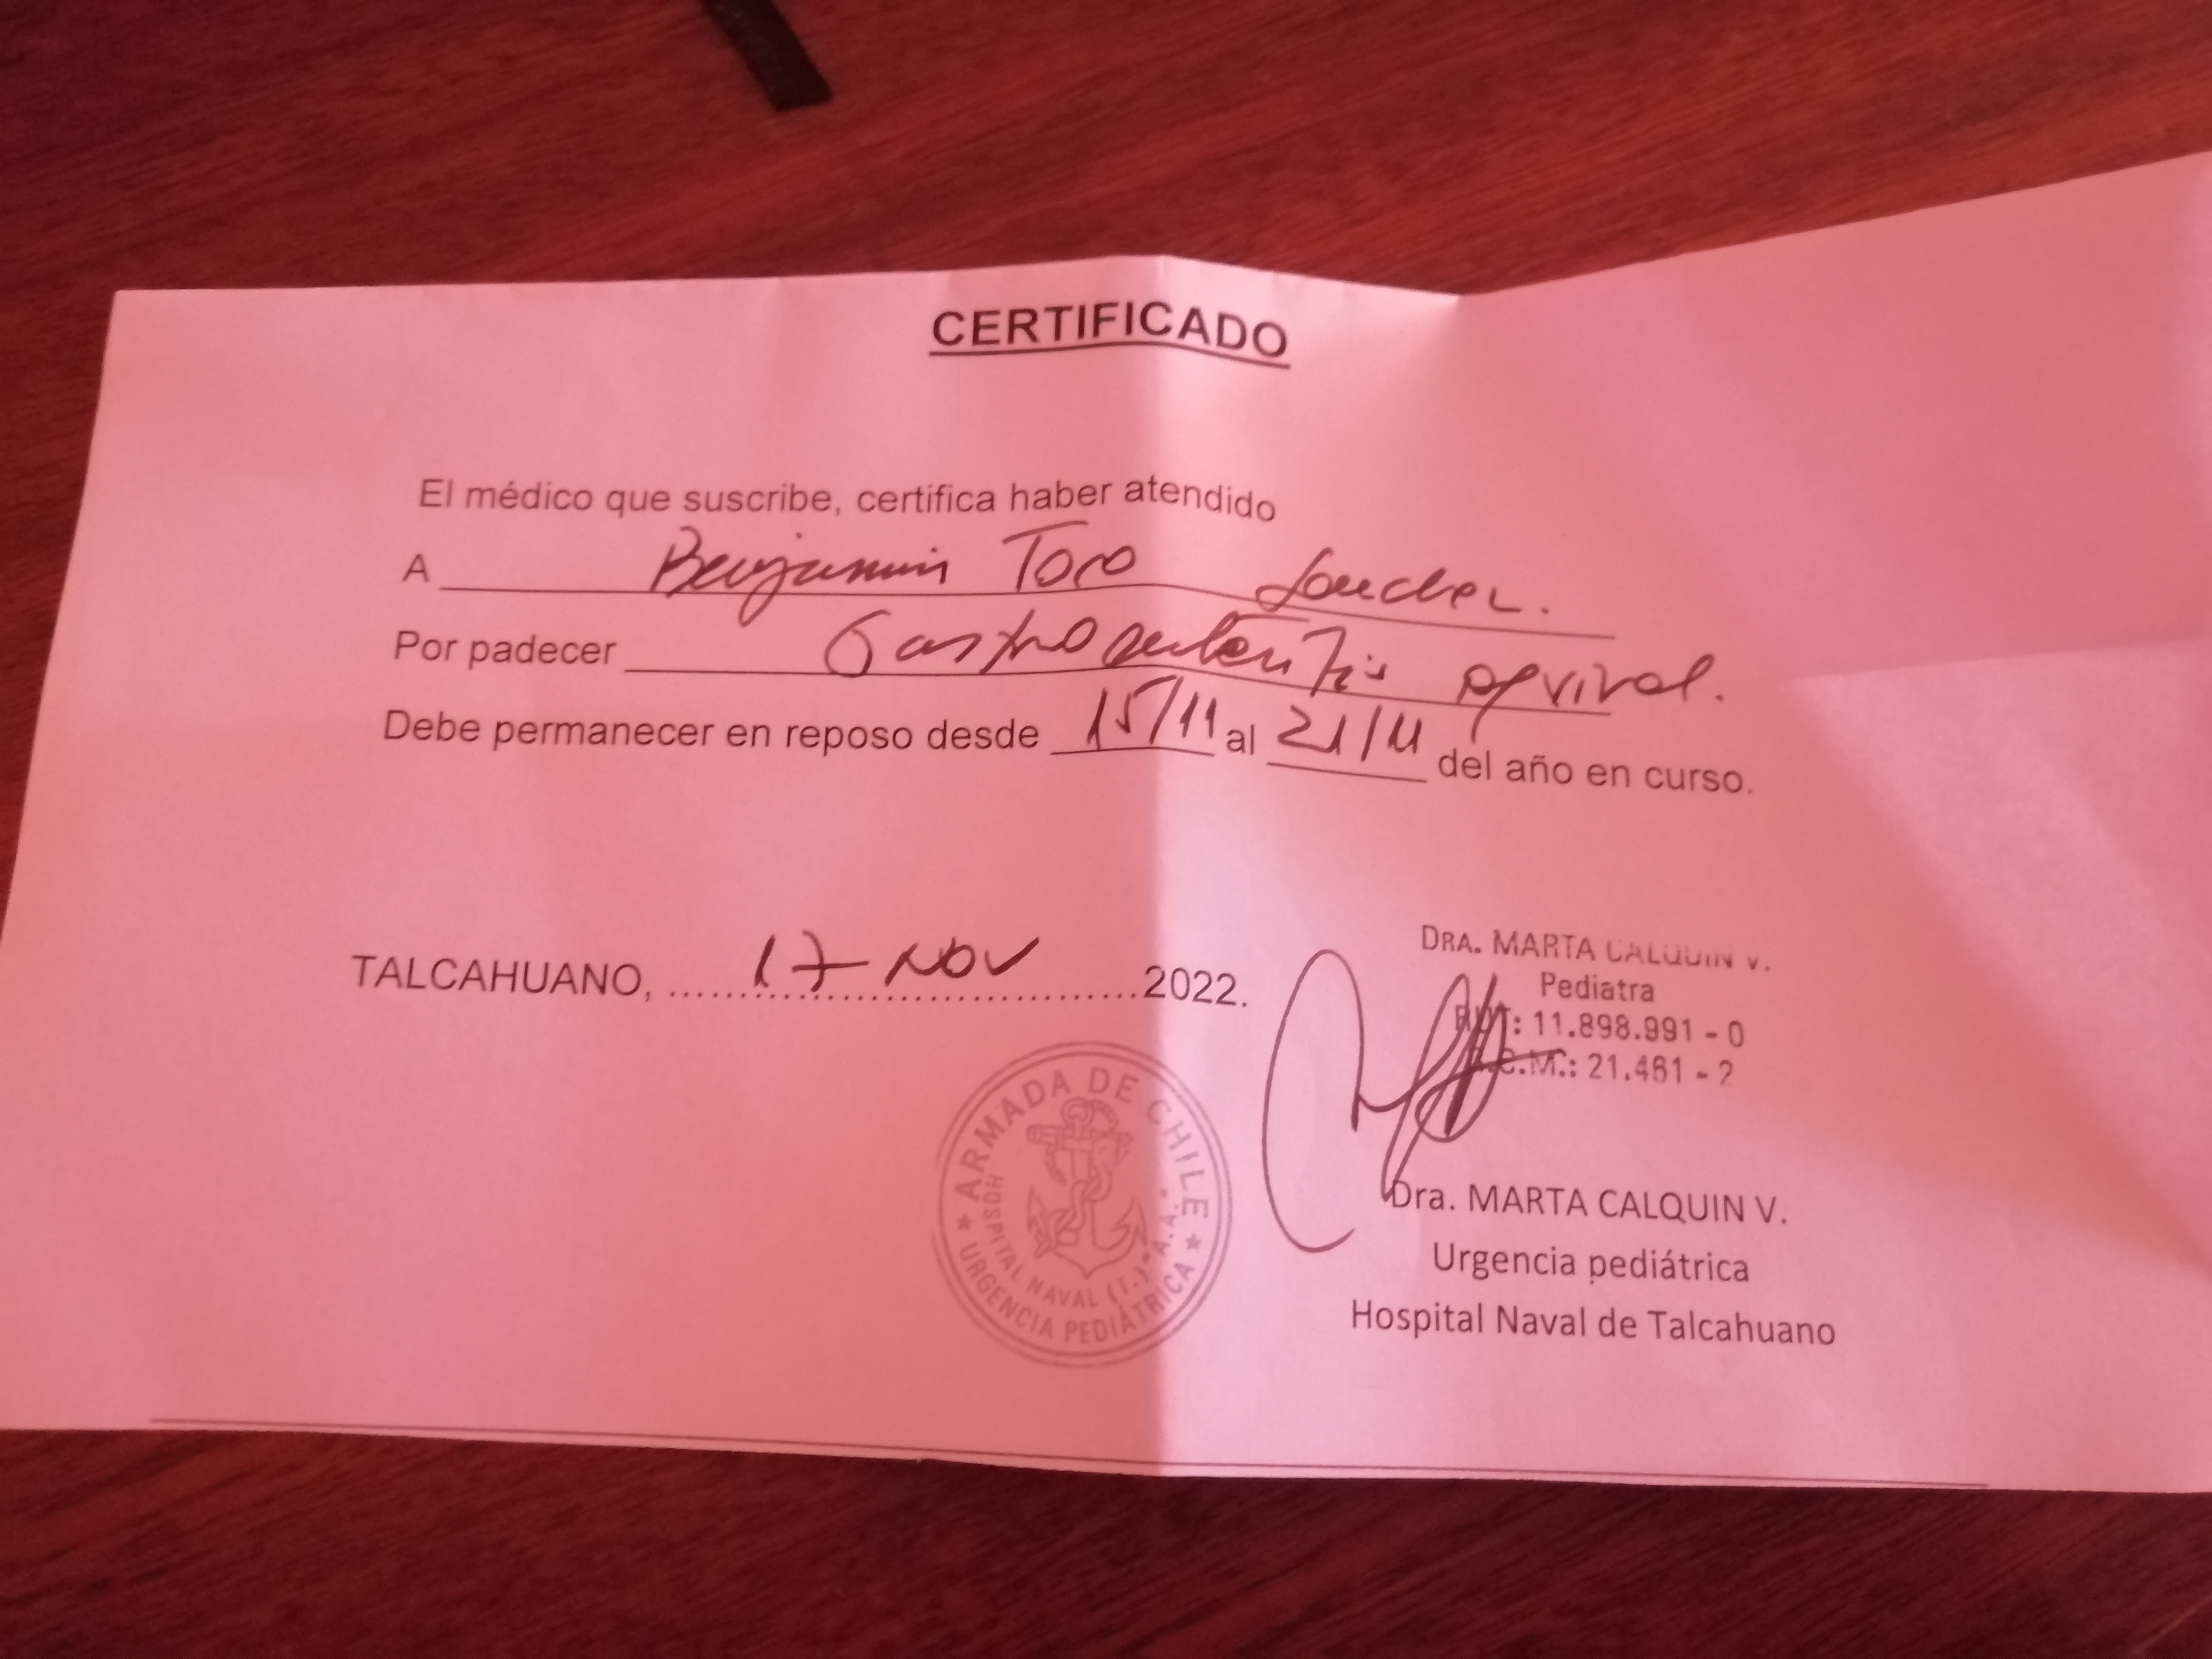 CERTIFICADO
El médico que suscribe, certifica haber atendido
A Benjamin Toro Sanchez.
Por padecer Gastroenteritis viral.
Debe permanecer en reposo desde 15/11 al 21/11 del año en curso.
TALCAHUANO, 17 NOV 2022.
DRA. MARTA CALQUIN V.
Pediatra
RUT: 11.898.991 - 0
.C.M.: 21.461 - 2
Dra. MARTA CALQUIN V.
Urgencia pediátrica
Hospital Naval de Talcahuano
★ ARMADA DE CHILE ★
HOSPITAL NAVAL (T.) "A.A."
URGENCIA PEDIÁTRICA